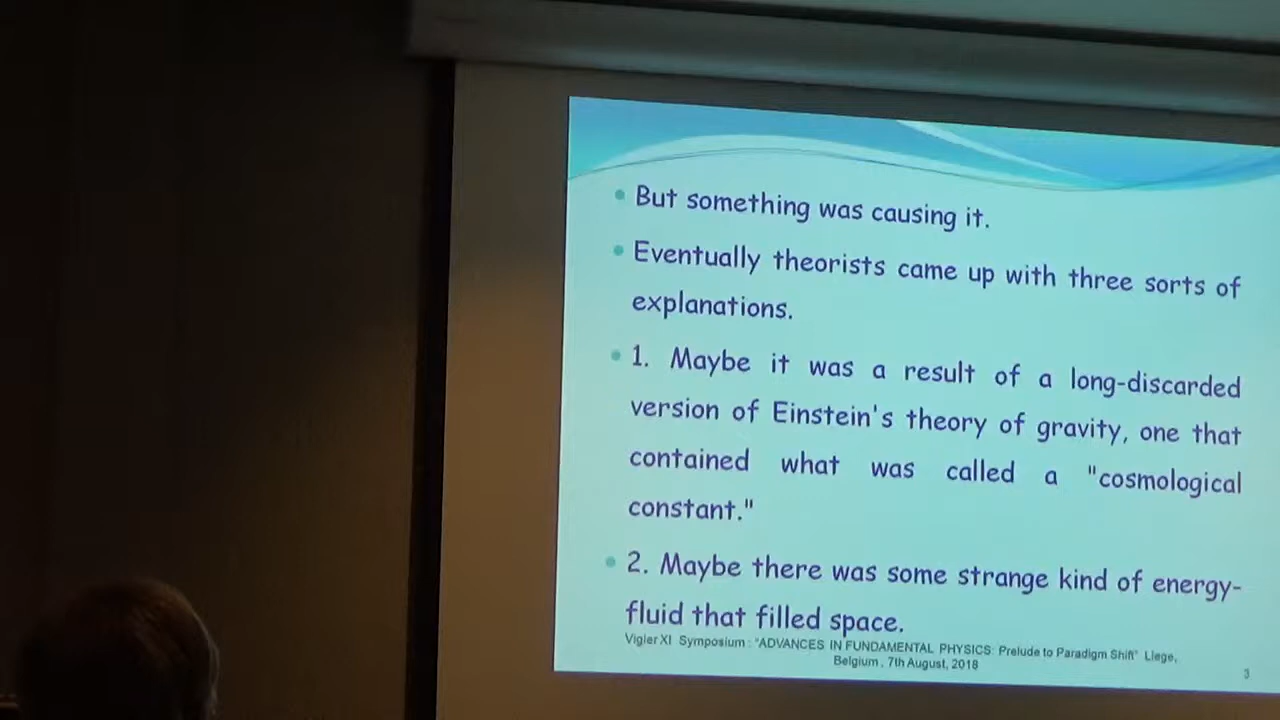 But something was causing it.
Eventually theorists came up with three sorts of
explanations.
1. Maybe it was a result of a long-discarded
version of Einstein's theory of gravity, one that
contained what was called a "cosmological
constant."
2. Maybe there was some strange kind of energy-
fluid that filled space.
Vigier XI Symposium : "ADVANCES IN FUNDAMENTAL PHYSICS: Prelude to Paradigm Shift" Liege,
Belgium , 7th August, 2018
3